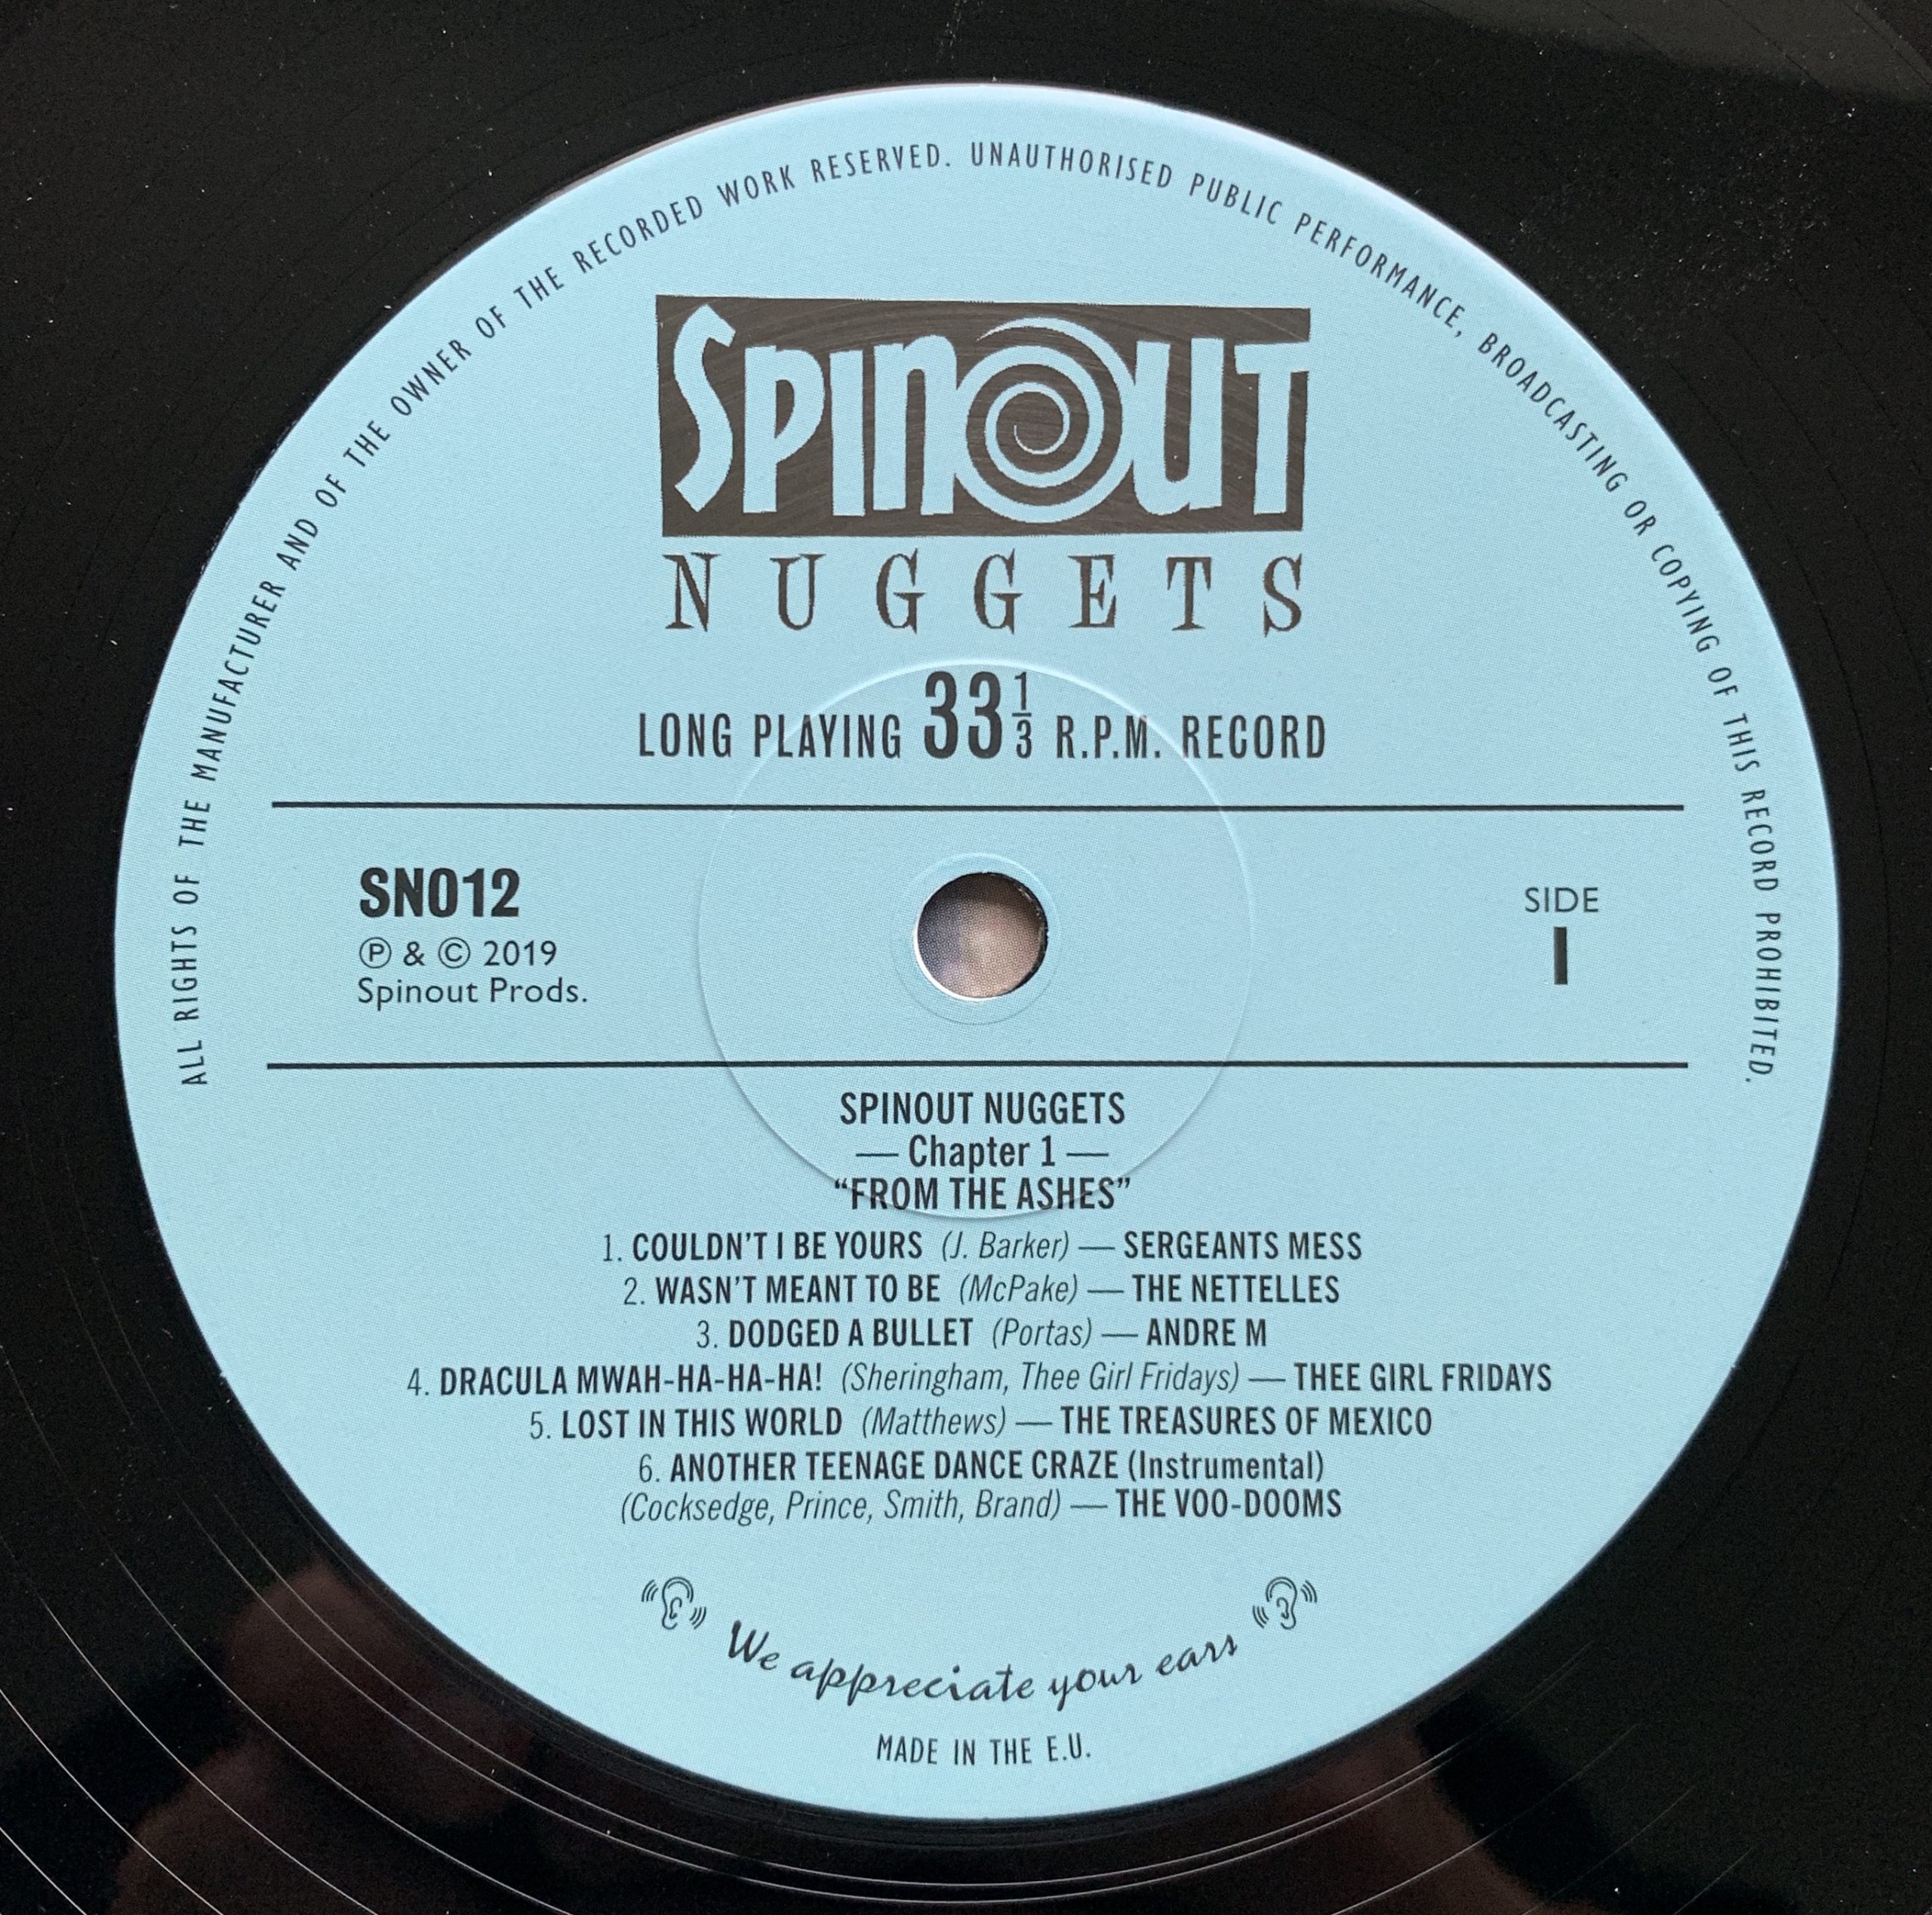 ALL RIGHTS OF THE MANUFACTURER AND OF THE OWNER OF THE RECORDED WORK RESERVED. UNAUTHORISED PUBLIC PERFORMANCE, BROADCASTING OR COPYING OF THIS RECORD PROHIBITED.
SPINOUT
NUGGETS
LONG PLAYING 33 1/3 R.P.M. RECORD
SN012
Ⓟ & © 2019
Spinout Prods.
SIDE
1
SPINOUT NUGGETS
— Chapter 1 —
“FROM THE ASHES”
1. COULDN’T I BE YOURS (J. Barker) — SERGEANTS MESS
2. WASN’T MEANT TO BE (McPake) — THE NETTELLES
3. DODGED A BULLET (Portas) — ANDRE M
4. DRACULA MWAH-HA-HA-HA! (Sheringham, Thee Girl Fridays) — THEE GIRL FRIDAYS
5. LOST IN THIS WORLD (Matthews) — THE TREASURES OF MEXICO
6. ANOTHER TEENAGE DANCE CRAZE (Instrumental)
(Cocksedge, Prince, Smith, Brand) — THE VOO-DOOMS
We appreciate your ears
MADE IN THE E.U.